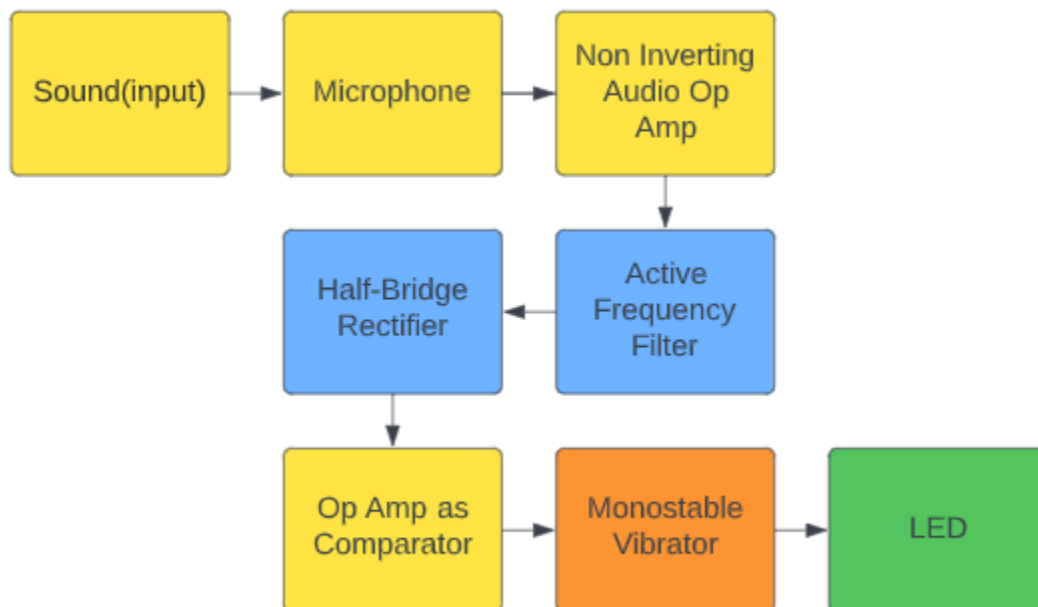 Sound(input)
Microphone
Non Inverting
Audio Op
Amp
Active
Frequency
Filter
Half-Bridge
Rectifier
Op Amp as
Comparator
Monostable
Vibrator
LED